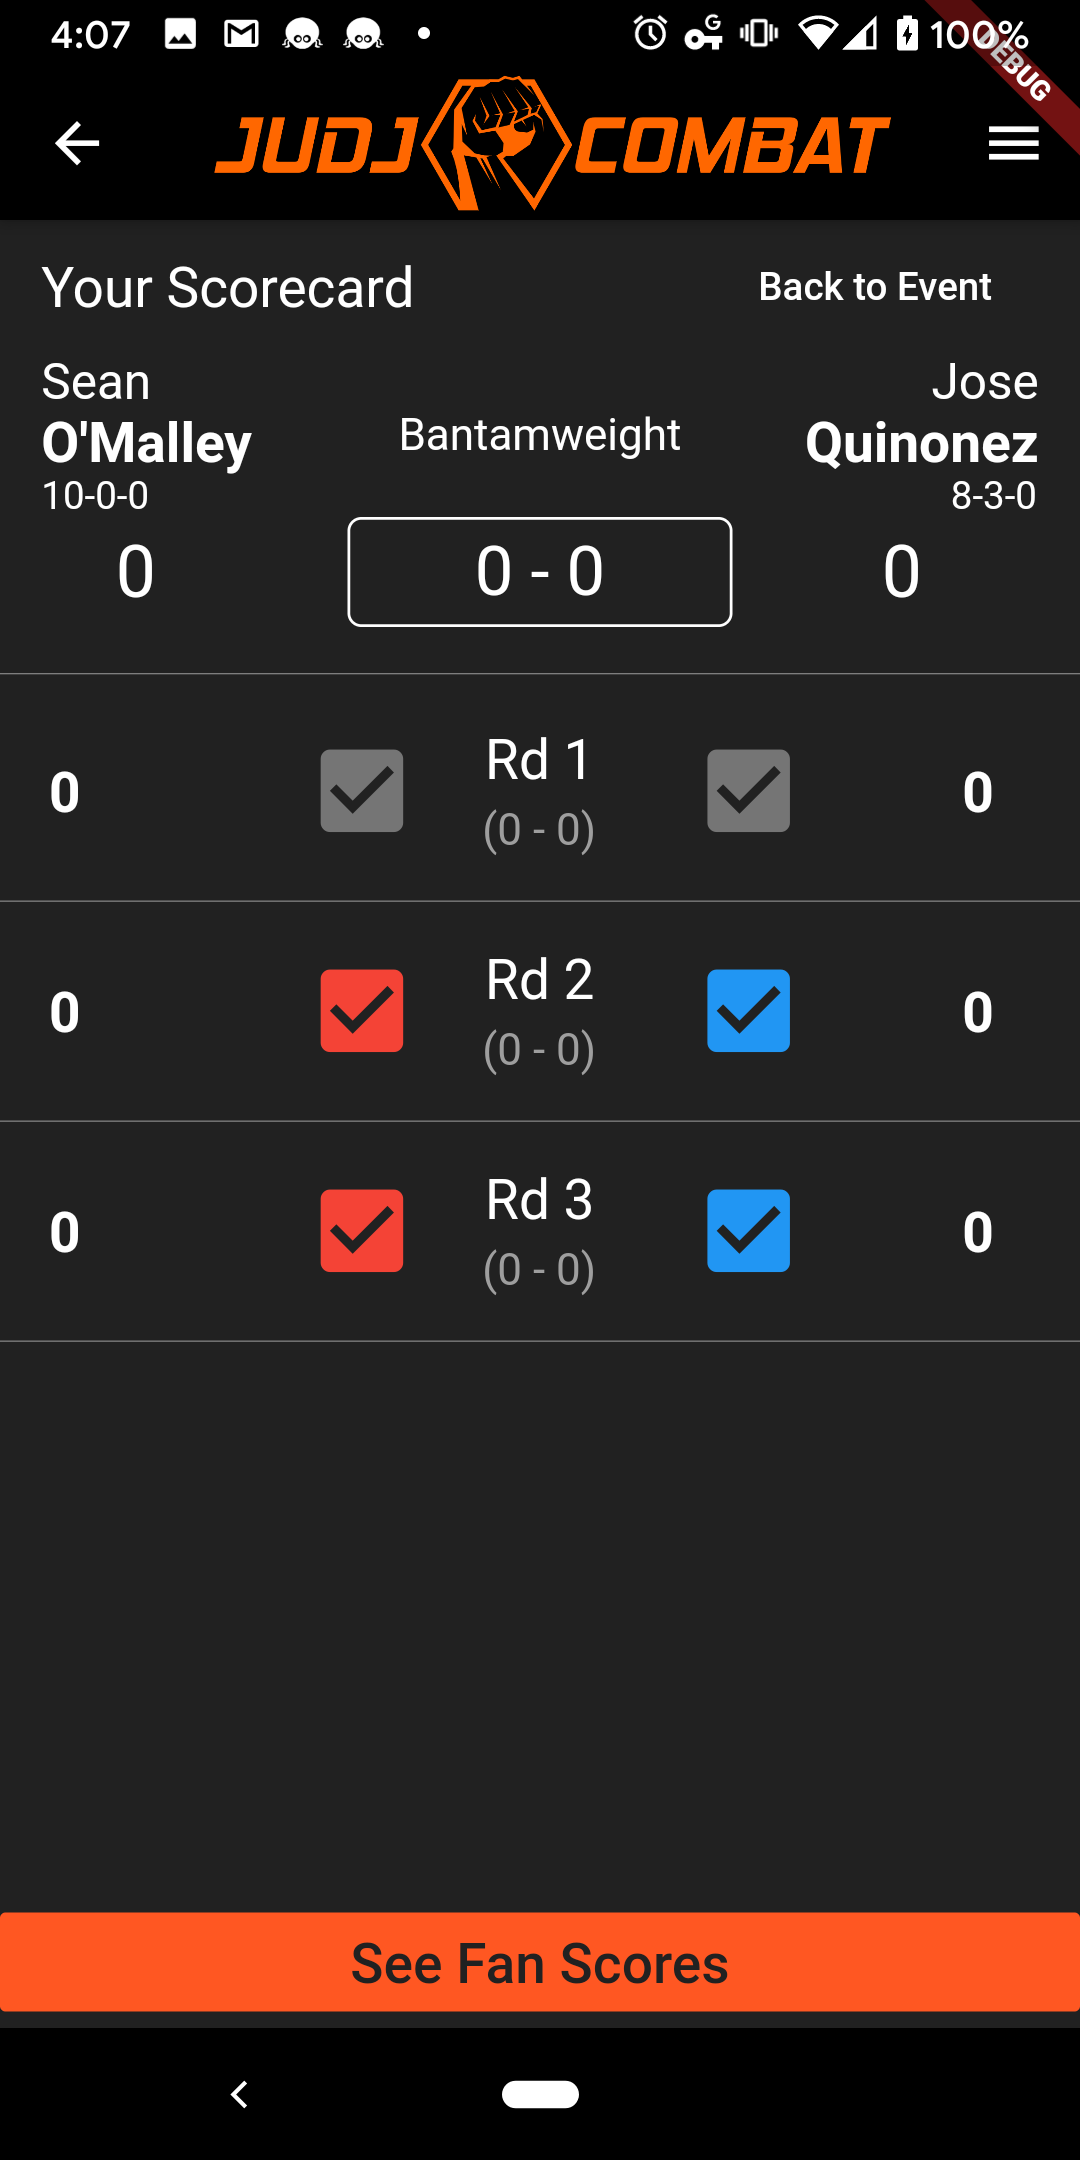 4:07 G 100%
DEBUG
JUDJ COMBAT
Your Scorecard Back to Event
Sean Jose
O'Malley Bantamweight Quinonez
10-0-0 8-3-0
0 0 - 0 0
0 Rd 1 0
(0 - 0)
0 Rd 2 0
(0 - 0)
0 Rd 3 0
(0 - 0)
See Fan Scores